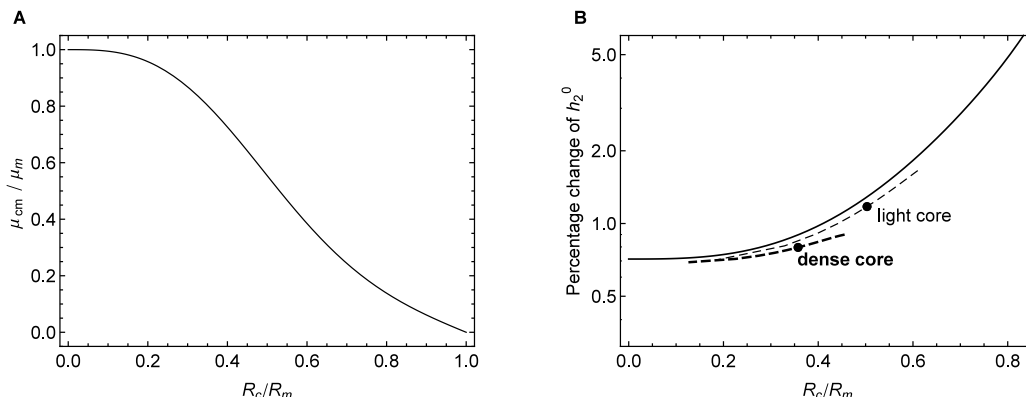 A
μcm / μm
1.0
0.8
0.6
0.4
0.2
0.0
0.0 0.2 0.4 0.6 0.8 1.0
Rc/Rm
B
Percentage change of h₂⁰
5.0
2.0
1.0
0.5
light core
dense core
0.0 0.2 0.4 0.6 0.8
Rc/Rm